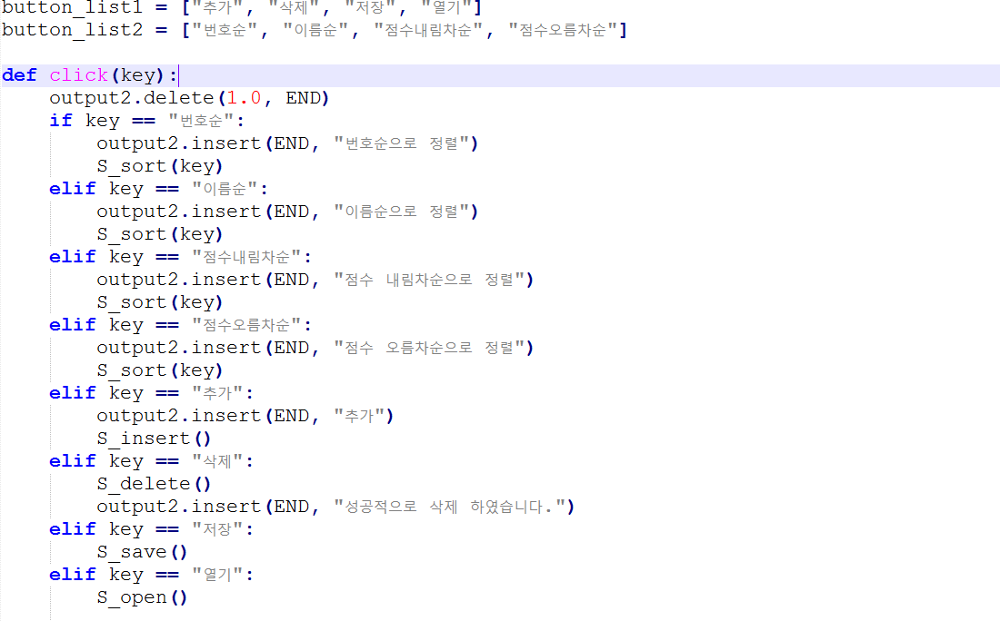 button_list1 = ["추가", "삭제", "저장", "열기"]
button_list2 = ["번호순", "이름순", "점수내림차순", "점수오름차순"]
def click(key):
output2.delete(1.0, END)
if key == "번호순":
output2.insert(END, "번호순으로 정렬")
S_sort(key)
elif key == "이름순":
output2.insert(END, "이름순으로 정렬")
S_sort(key)
elif key == "점수내림차순":
output2.insert(END, "점수 내림차순으로 정렬")
S_sort(key)
elif key == "점수오름차순":
output2.insert(END, "점수 오름차순으로 정렬")
S_sort(key)
elif key == "추가":
output2.insert(END, "추가")
S_insert()
elif key == "삭제":
S_delete()
output2.insert(END, "성공적으로 삭제 하였습니다.")
elif key == "저장":
S_save()
elif key == "열기":
S_open()